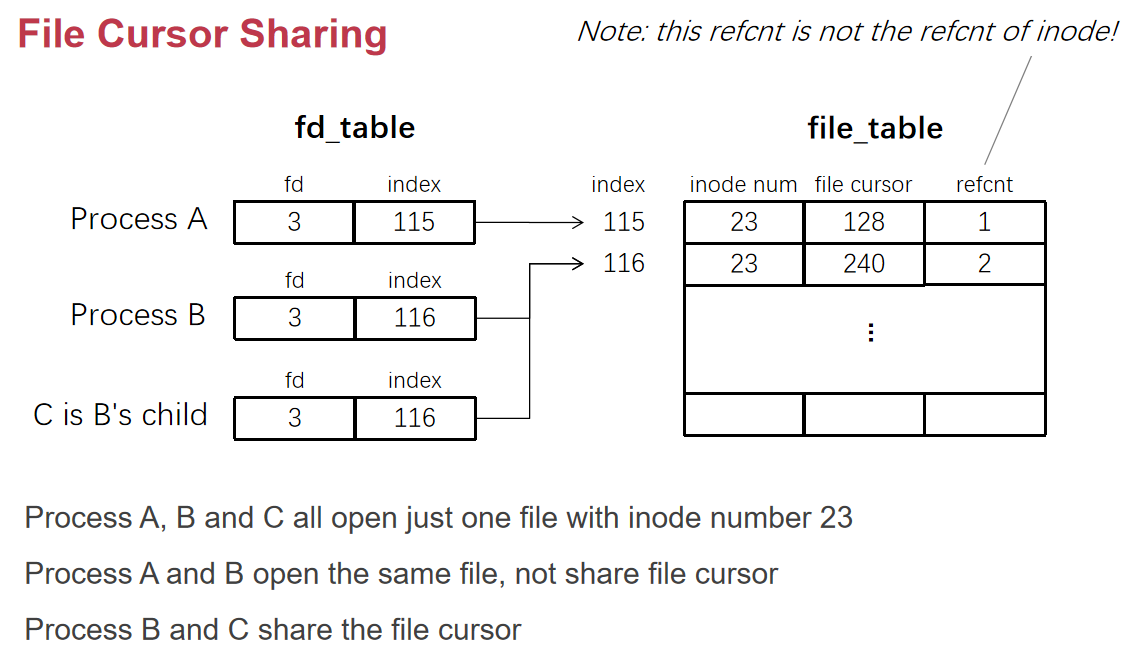 File Cursor Sharing
Note: this refcnt is not the refcnt of inode!
fd_table
file_table
fd index
index inode num file cursor refcnt
Process A 3 115
115 23 128 1
116 23 240 2
fd index
Process B 3 116
...
fd index
C is B's child 3 116
Process A, B and C all open just one file with inode number 23
Process A and B open the same file, not share file cursor
Process B and C share the file cursor